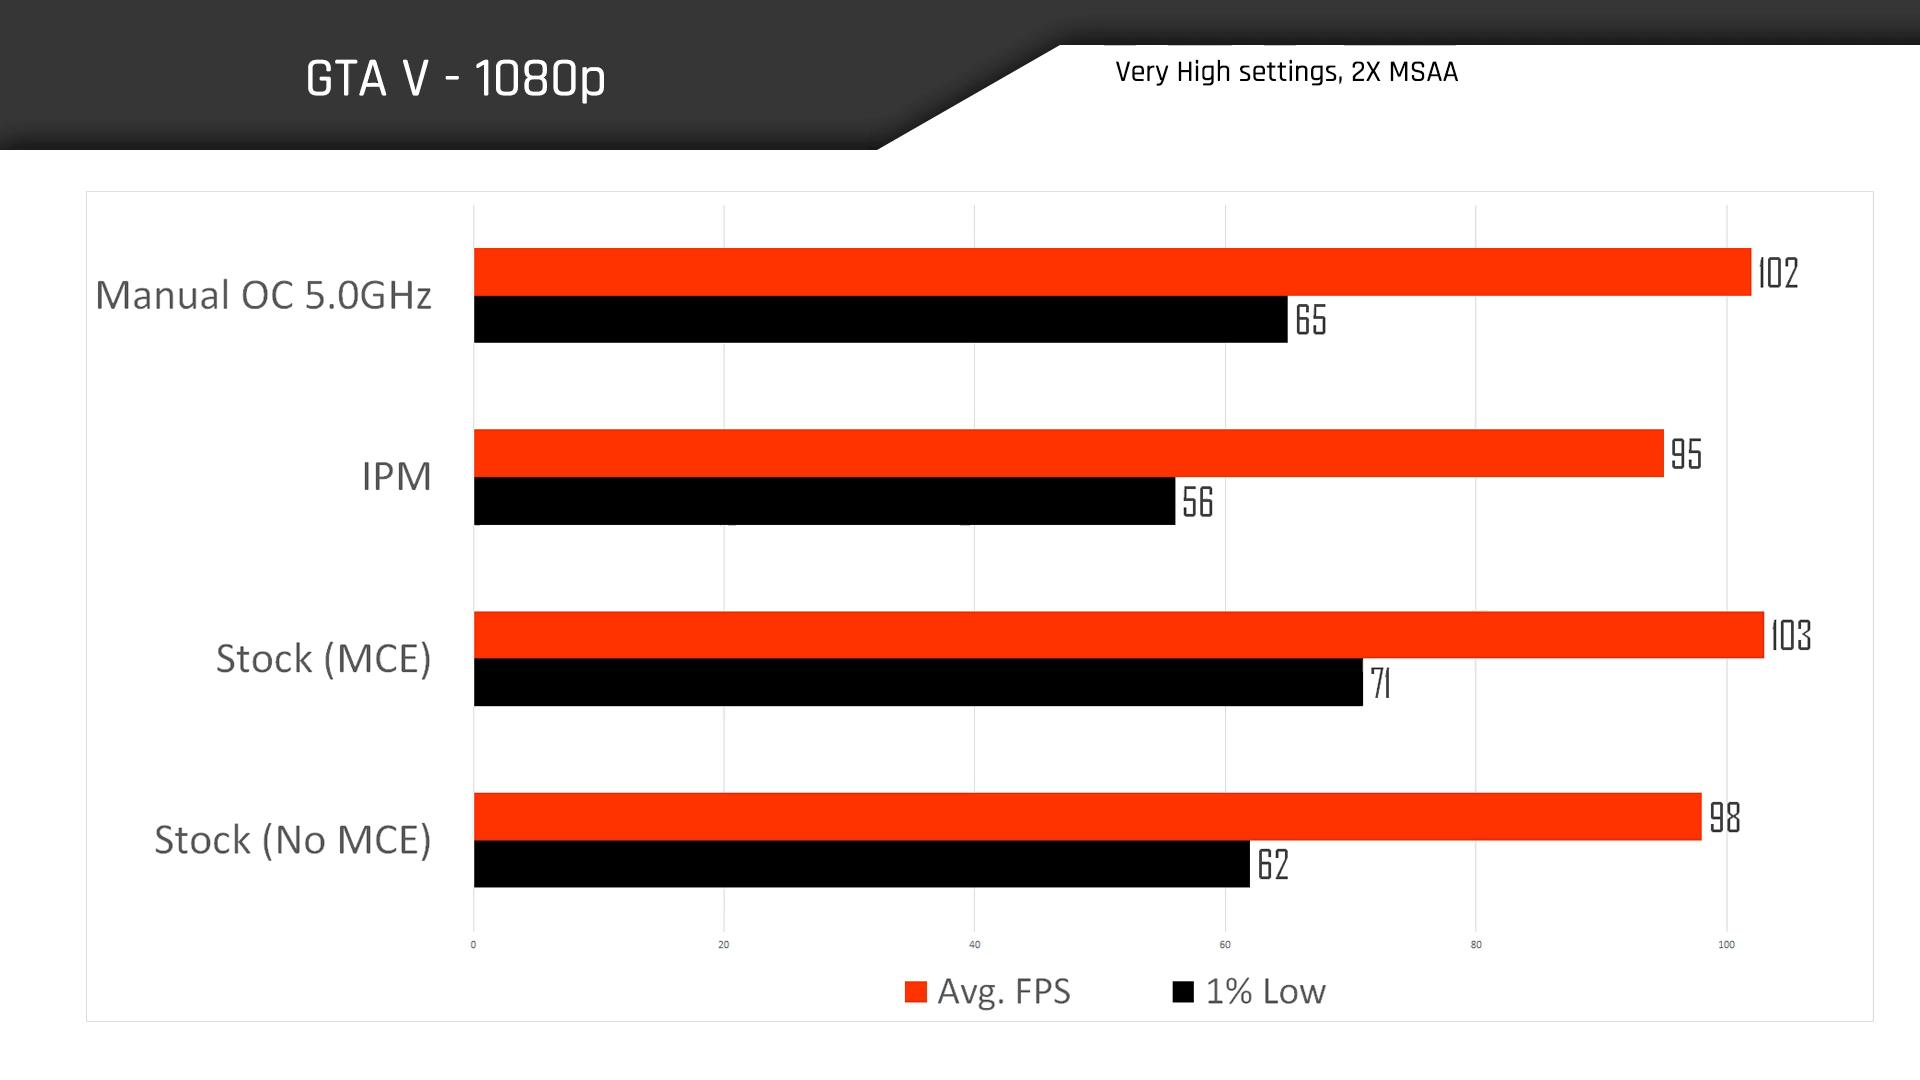 GTA V - 1080p
Very High settings, 2X MSAA
Manual OC 5.0GHz
102
65
IPM
95
56
Stock (MCE)
103
71
Stock (No MCE)
98
62
0 20 40 60 80 100
Avg. FPS 1% Low